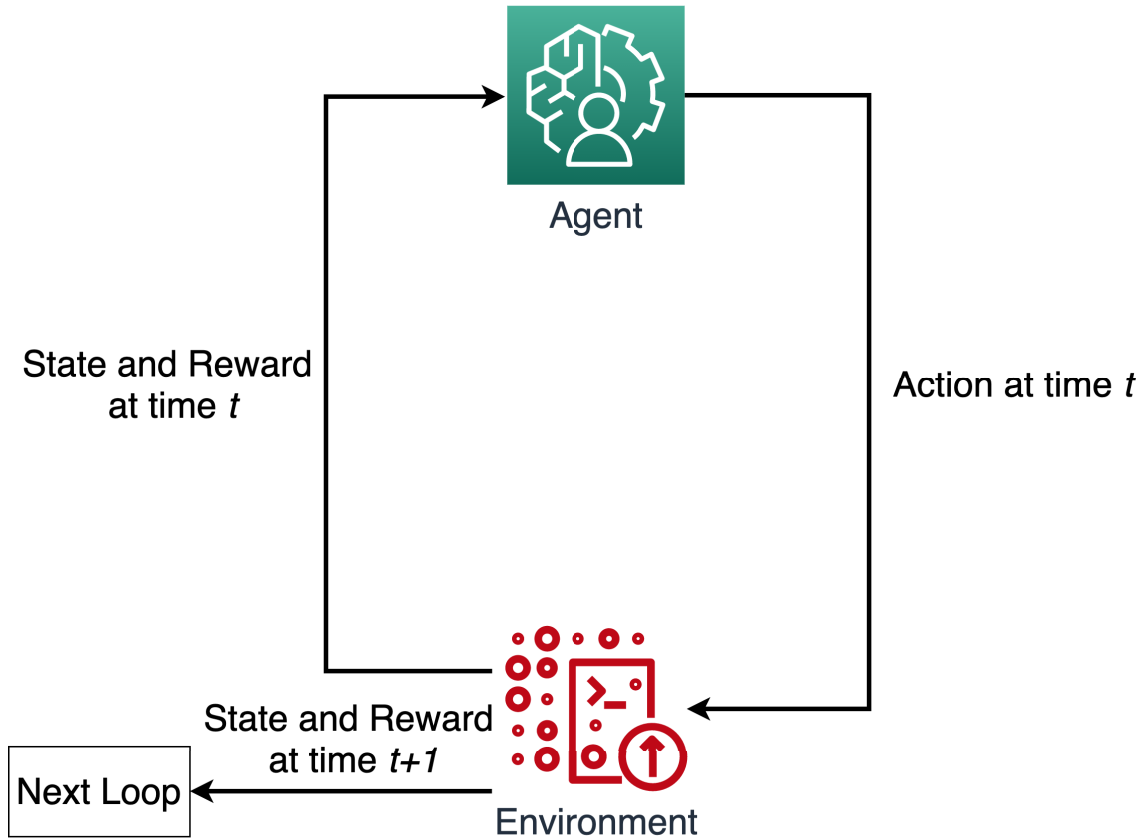 Agent
State and Reward
at time t
Action at time t
State and Reward
at time t+1
Next Loop
Environment